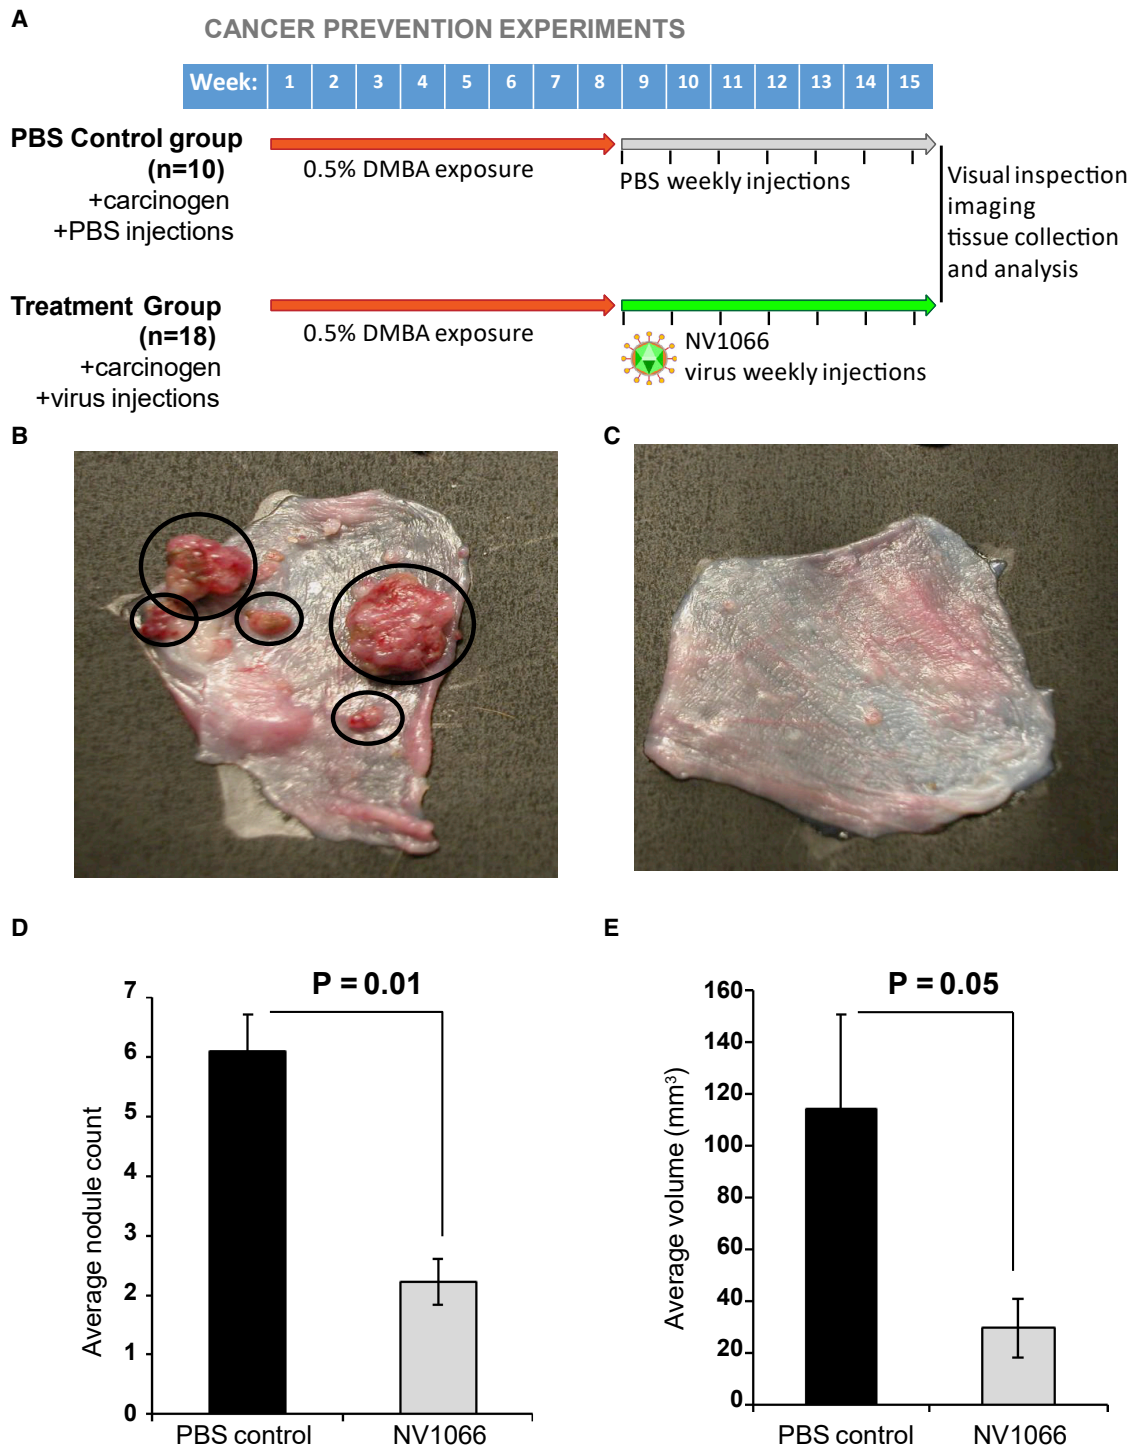 A
CANCER PREVENTION EXPERIMENTS
Week: 1 2 3 4 5 6 7 8 9 10 11 12 13 14 15
PBS Control group
(n=10)
+carcinogen
+PBS injections
0.5% DMBA exposure
PBS weekly injections
Visual inspection
imaging
tissue collection
and analysis
Treatment Group
(n=18)
+carcinogen
+virus injections
0.5% DMBA exposure
NV1066
virus weekly injections
B
C
D
P = 0.01
Average nodule count
7
6
5
4
3
2
1
0
PBS control NV1066
E
P = 0.05
Average volume (mm³)
160
140
120
100
80
60
40
20
0
PBS control NV1066